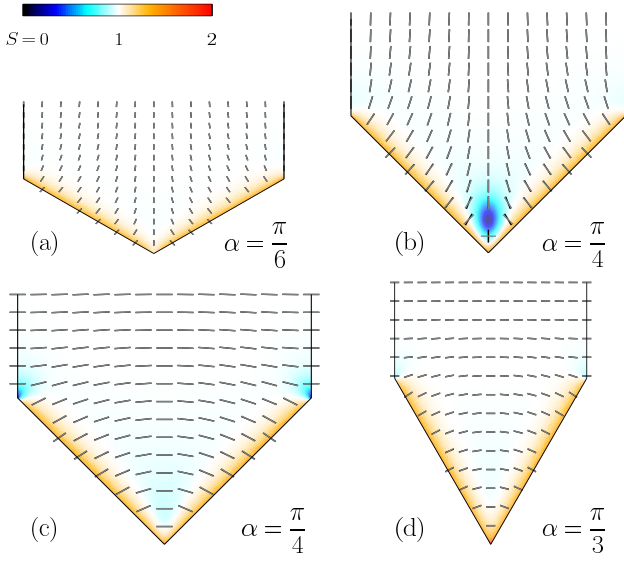 S = 0 1 2
(a) α = π/6
(b) α = π/4
(c) α = π/4
(d) α = π/3